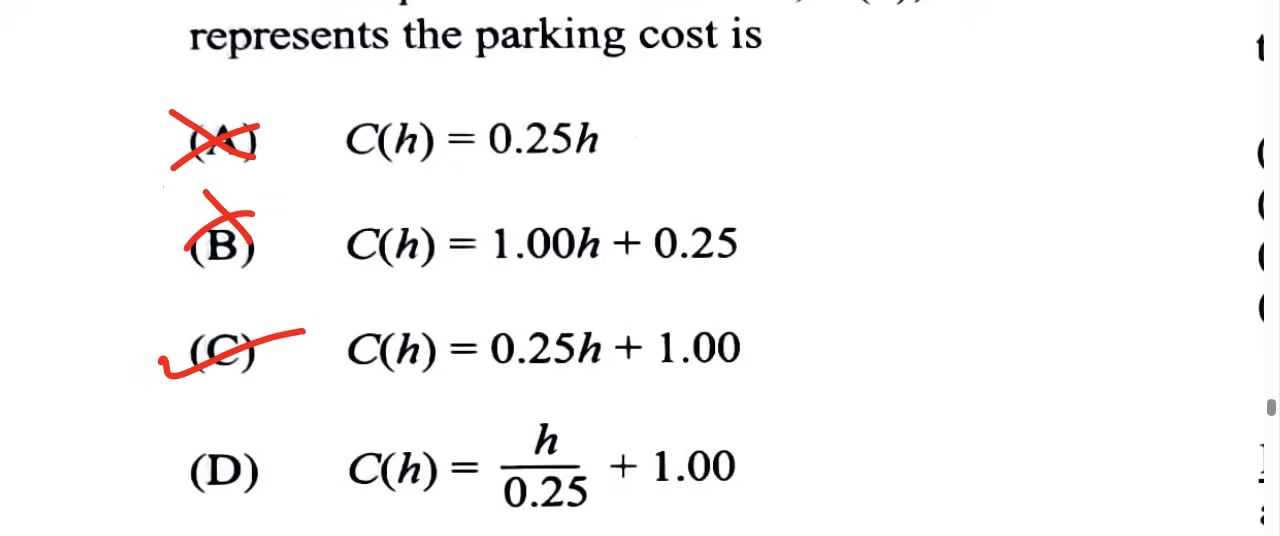 represents the parking cost is
(A) C(h) = 0.25h
(B) C(h) = 1.00h + 0.25
(C) C(h) = 0.25h + 1.00
(D) C(h) = h/0.25 + 1.00